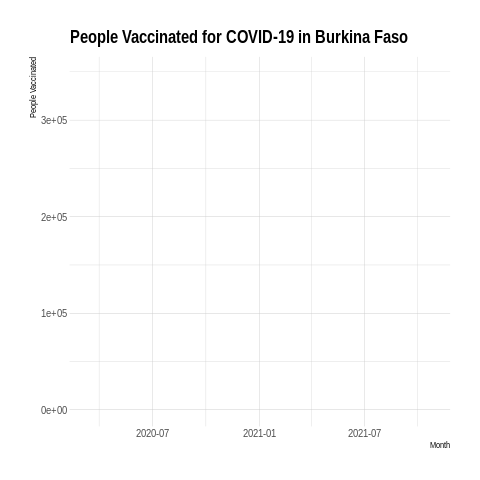 People Vaccinated for COVID-19 in Burkina Faso
People Vaccinated
3e+05
2e+05
1e+05
0e+00
2020-07 2021-01 2021-07
Month